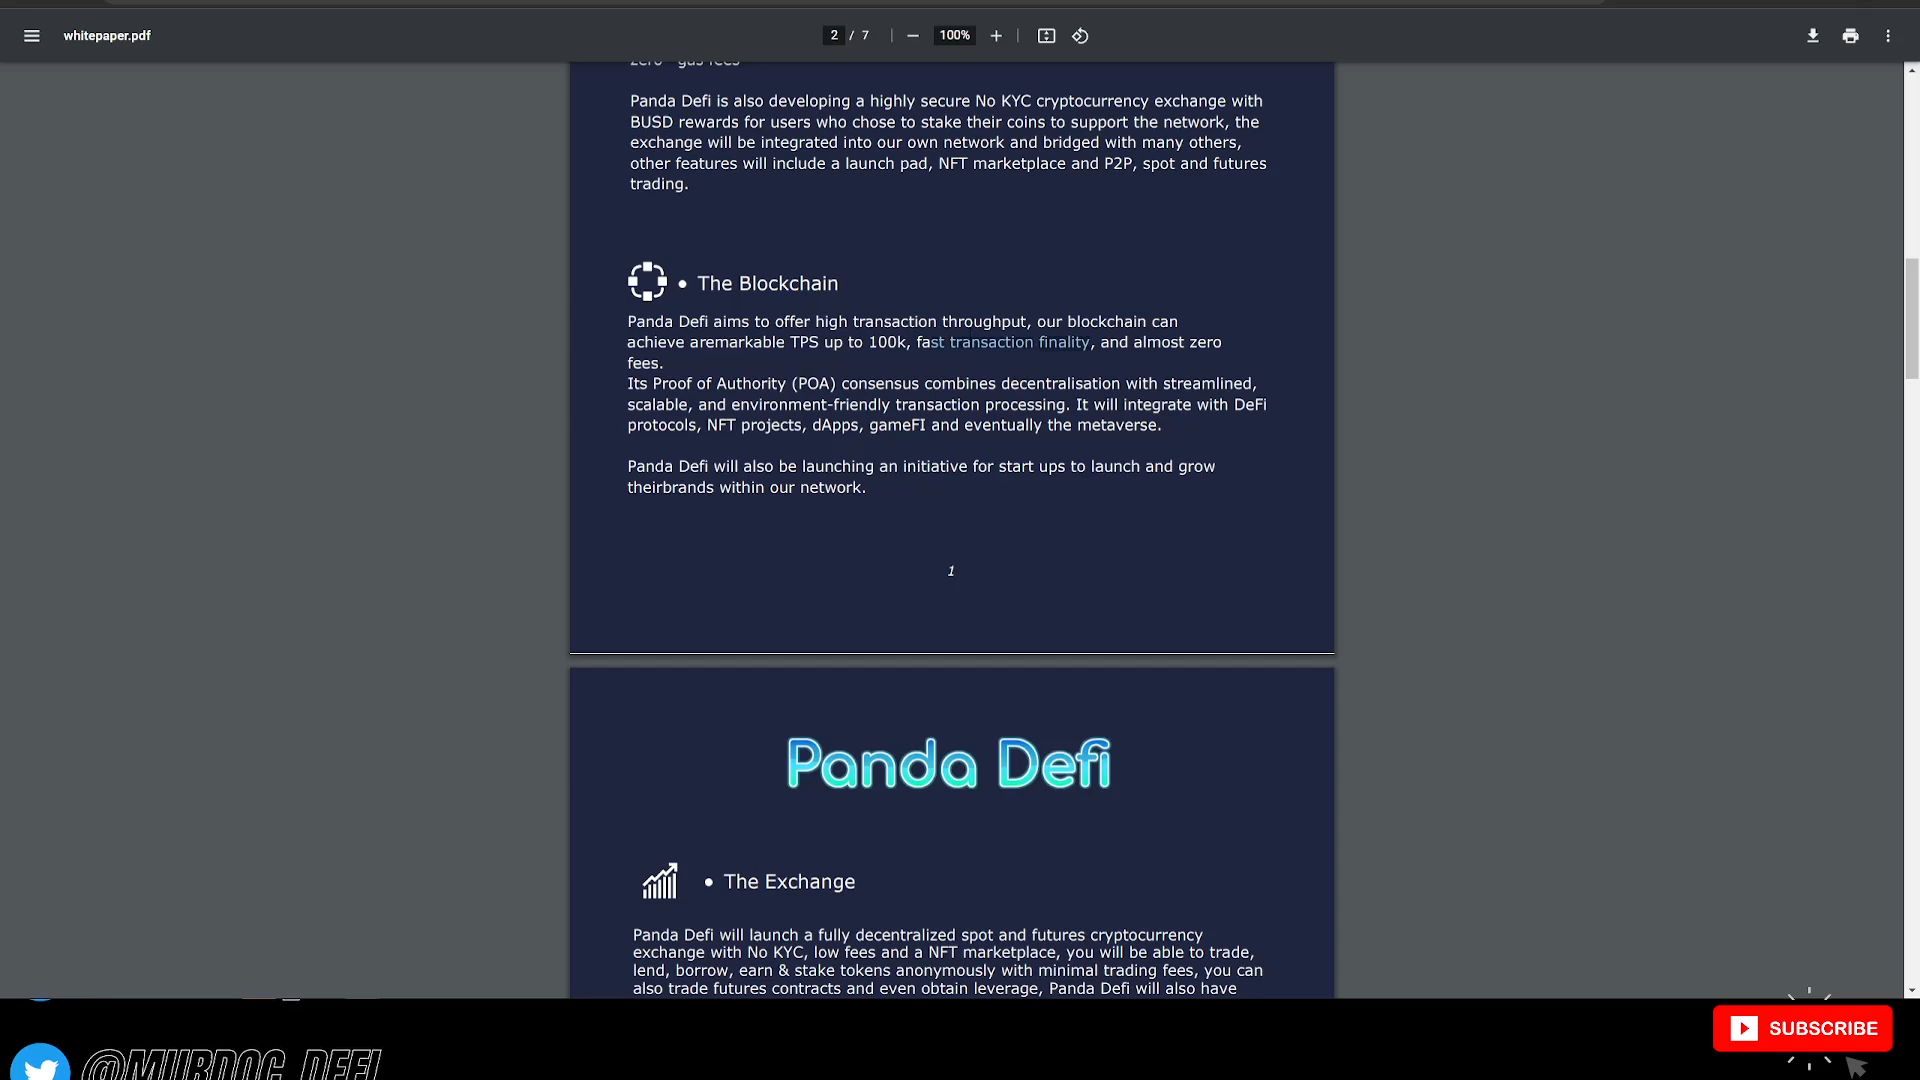 whitepaper.pdf
2 / 7
100%
zero gas fees
Panda Defi is also developing a highly secure No KYC cryptocurrency exchange with
BUSD rewards for users who chose to stake their coins to support the network, the
exchange will be integrated into our own network and bridged with many others,
other features will include a launch pad, NFT marketplace and P2P, spot and futures
trading.
• The Blockchain
Panda Defi aims to offer high transaction throughput, our blockchain can
achieve aremarkable TPS up to 100k, fast transaction finality, and almost zero
fees.
Its Proof of Authority (POA) consensus combines decentralisation with streamlined,
scalable, and environment-friendly transaction processing. It will integrate with DeFi
protocols, NFT projects, dApps, gameFI and eventually the metaverse.
Panda Defi will also be launching an initiative for start ups to launch and grow
theirbrands within our network.
1
Panda Defi
• The Exchange
Panda Defi will launch a fully decentralized spot and futures cryptocurrency
exchange with No KYC, low fees and a NFT marketplace, you will be able to trade,
lend, borrow, earn & stake tokens anonymously with minimal trading fees, you can
also trade futures contracts and even obtain leverage, Panda Defi will also have
SUBSCRIBE
@MURDOC_DEFI